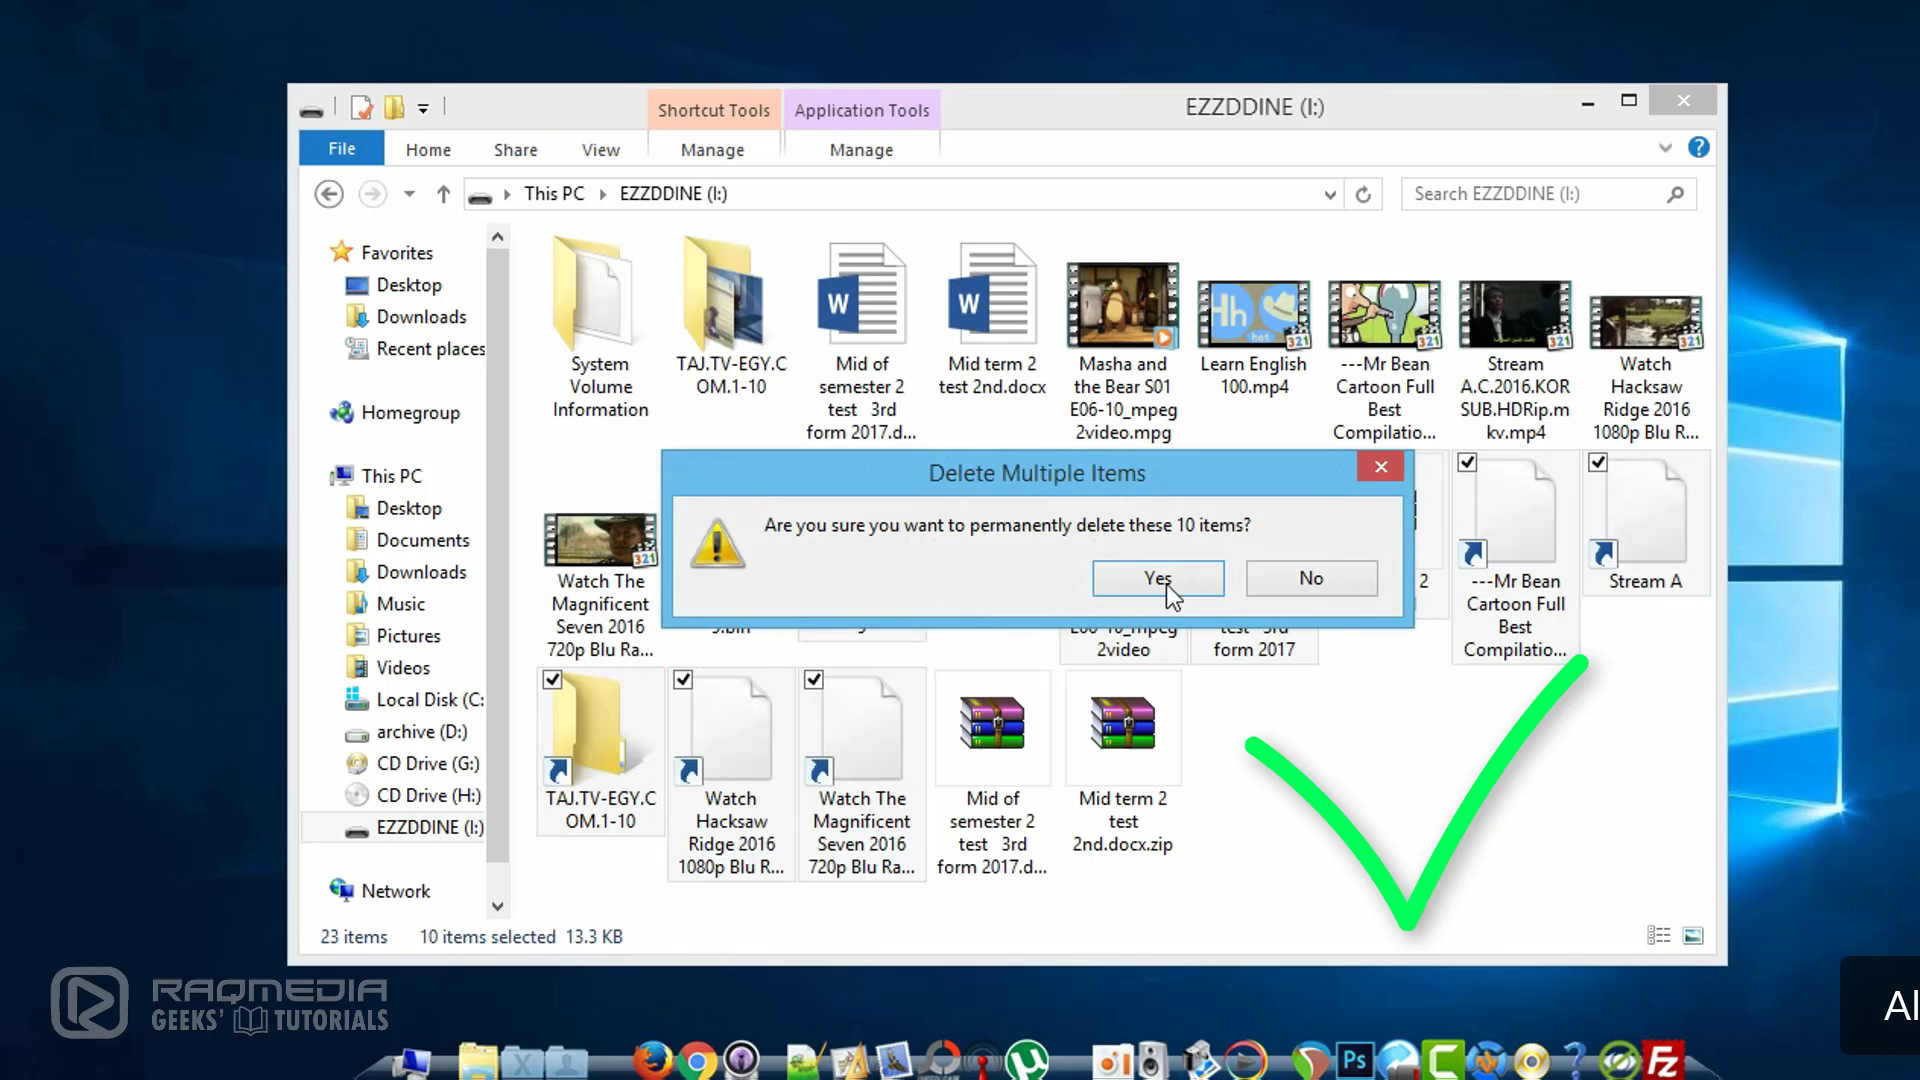 Shortcut Tools
Application Tools
EZZDDINE (I:)
File
Home
Share
View
Manage
Manage
This PC
EZZDDINE (I:)
Search EZZDDINE (I:)
Favorites
Desktop
Downloads
Recent places
Homegroup
This PC
Desktop
Documents
Downloads
Music
Pictures
Videos
Local Disk (C:
archive (D:)
CD Drive (G:)
CD Drive (H:)
EZZDDINE (I:)
Network
System
Volume
Information
TAJ.TV-EGY.C
OM.1-10
Mid of
semester 2
test 3rd
form 2017.d...
Mid term 2
test 2nd.docx
Masha and
the Bear S01
E06-10_mpeg
2video.mpg
Learn English
100.mp4
---Mr Bean
Cartoon Full
Best
Compilatio...
Stream
A.C.2016.KOR
SUB.HDRip.m
kv.mp4
Watch
Hacksaw
Ridge 2016
1080p Blu R...
Delete Multiple Items
Are you sure you want to permanently delete these 10 items?
Yes
No
Watch The
Magnificent
Seven 2016
720p Blu Ra...
2video
form 2017
2
---Mr Bean
Cartoon Full
Best
Compilatio...
Stream A
TAJ.TV-EGY.C
OM.1-10
Watch
Hacksaw
Ridge 2016
1080p Blu R...
Watch The
Magnificent
Seven 2016
720p Blu Ra...
Mid of
semester 2
test 3rd
form 2017.d...
Mid term 2
test
2nd.docx.zip
23 items
10 items selected 13.3 KB
RAQMEDIA
GEEKS' TUTORIALS
Al
Ps